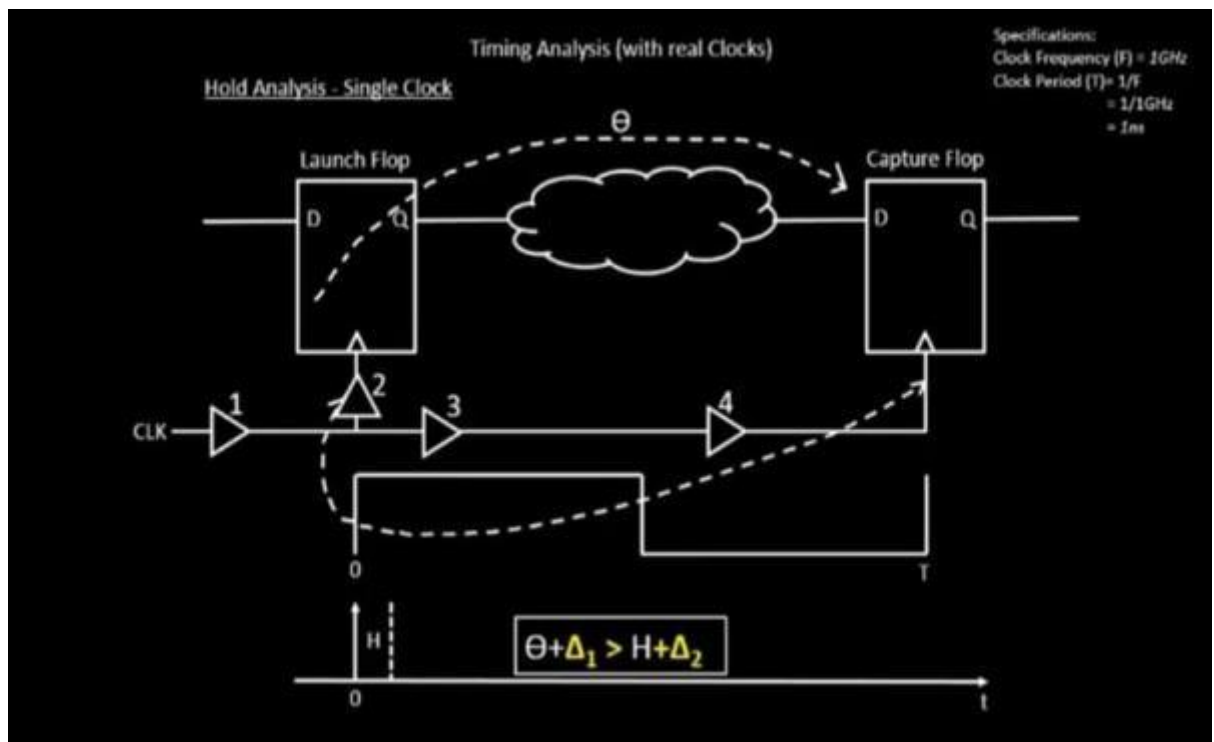 Timing Analysis (with real Clocks)
Specifications:
Clock Frequency (F) = 1GHz
Clock Period (T)= 1/F
= 1/1GHz
= 1ns
Hold Analysis - Single Clock
Θ
Launch Flop
Capture Flop
D
Q
D
Q
1
2
3
4
CLK
0
T
H
Θ+Δ1 > H+Δ2
0
t